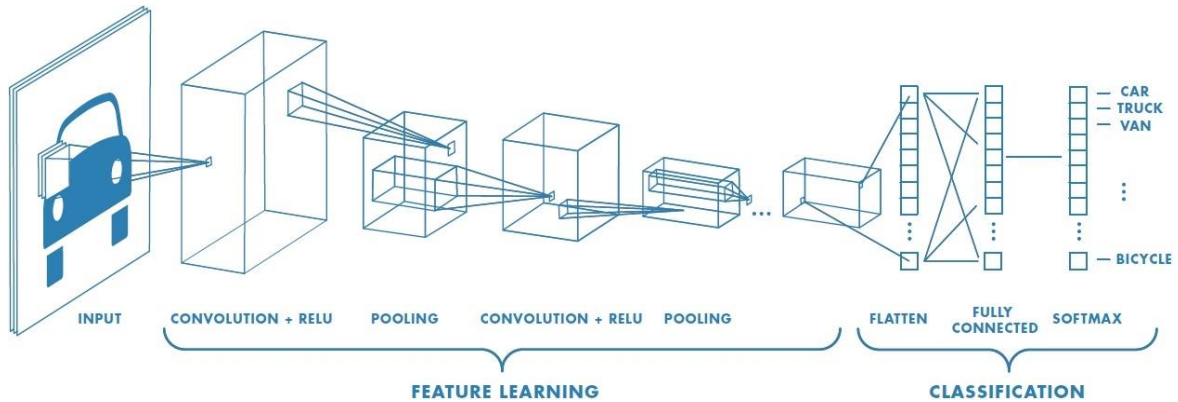 CAR
TRUCK
VAN
BICYCLE
INPUT
CONVOLUTION + RELU
POOLING
CONVOLUTION + RELU
POOLING
FLATTEN
FULLY
CONNECTED
SOFTMAX
FEATURE LEARNING
CLASSIFICATION